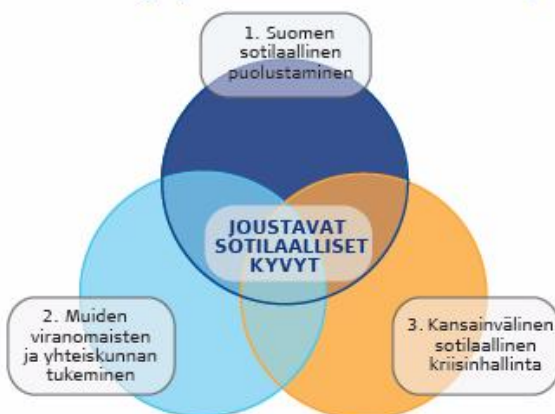 1. Suomen
sotilaallinen
puolustaminen
JOUSTAVAT
SOTILAALLISET
KYVYT
2. Muiden
viranomaisten
ja yhteiskunnan
tukeminen
3. Kansainvälinen
sotilaallinen
kriisinhallinta